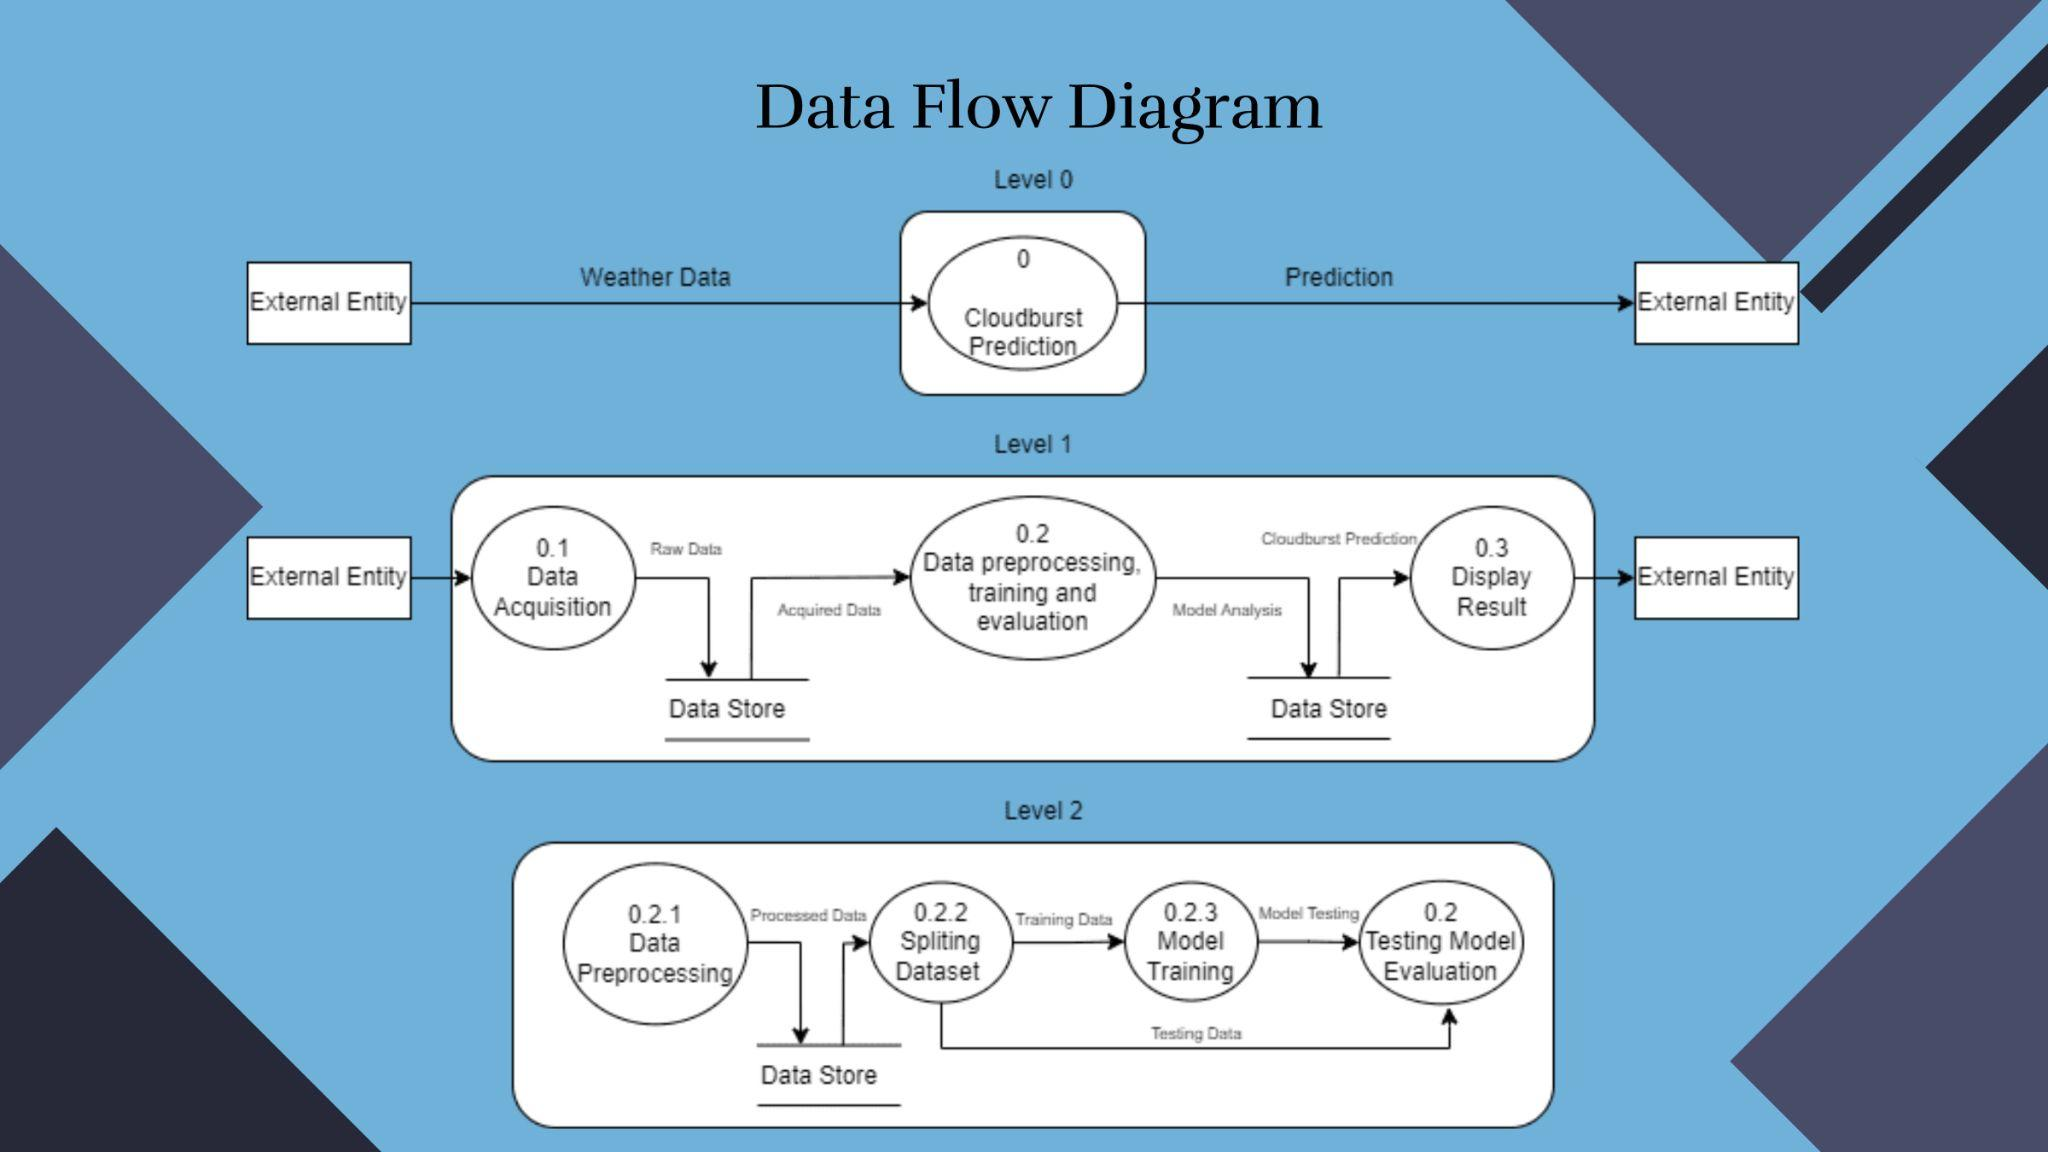 Data Flow Diagram
Level 0
External Entity
Weather Data
0
Cloudburst
Prediction
Prediction
External Entity
Level 1
External Entity
0.1
Data
Acquisition
Raw Data
Data Store
Acquired Data
0.2
Data preprocessing,
training and
evaluation
Model Analysis
Data Store
Cloudburst Prediction
0.3
Display
Result
External Entity
Level 2
0.2.1
Data
Preprocessing
Processed Data
Data Store
0.2.2
Spliting
Dataset
Training Data
0.2.3
Model
Training
Model Testing
0.2
Testing Model
Evaluation
Testing Data